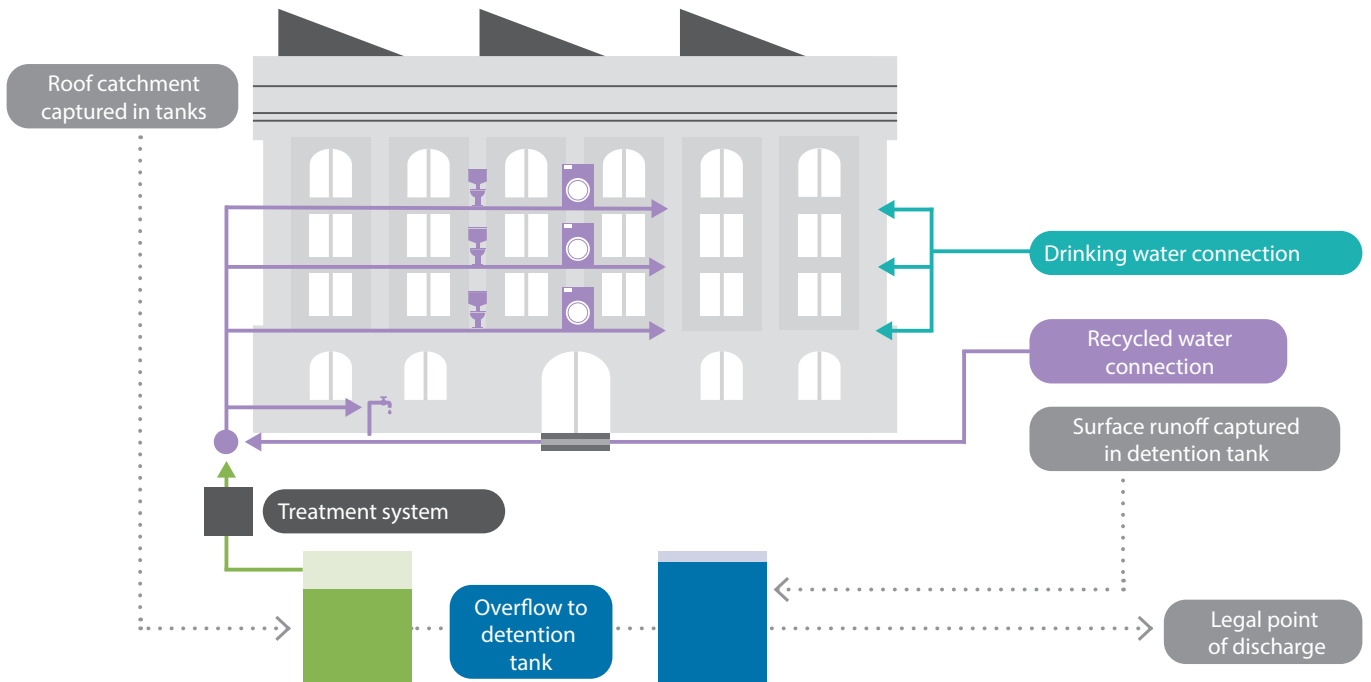 Roof catchment
captured in tanks
Drinking water connection
Recycled water
connection
Surface runoff captured
in detention tank
Treatment system
Overflow to
detention
tank
Legal point
of discharge